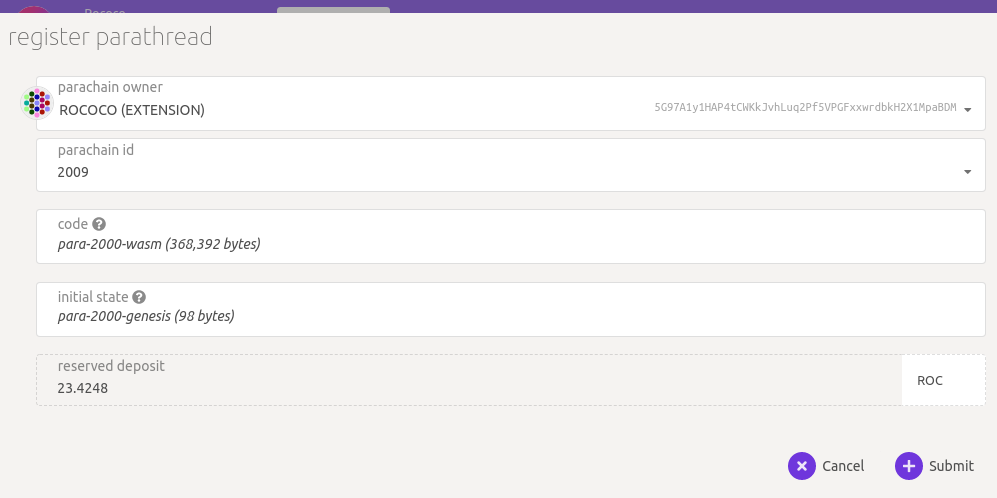 Rococo
register parathread
parachain owner
ROCOCO (EXTENSION)
5G97A1y1HAP4tCWKkJvhLuq2Pf5VPGFxxwrdbkH2X1MpaBDM
parachain id
2009
code
para-2000-wasm (368,392 bytes)
initial state
para-2000-genesis (98 bytes)
reserved deposit
23.4248
ROC
Cancel
Submit